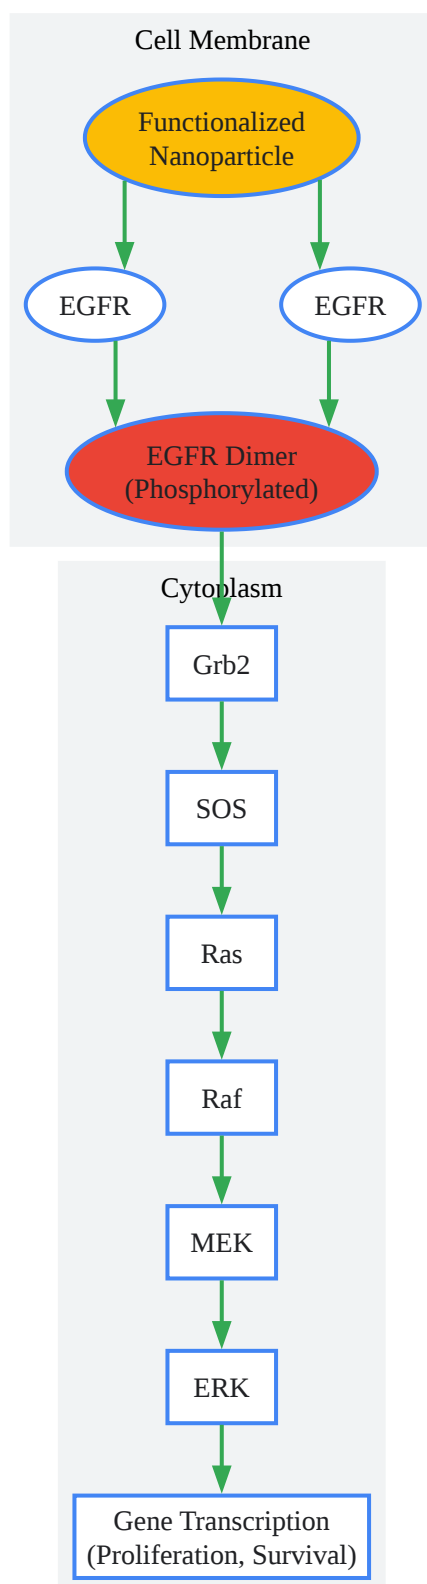 Cell Membrane
Functionalized
Nanoparticle
EGFR
EGFR
EGFR Dimer
(Phosphorylated)
Cytoplasm
Grb2
SOS
Ras
Raf
MEK
ERK
Gene Transcription
(Proliferation, Survival)